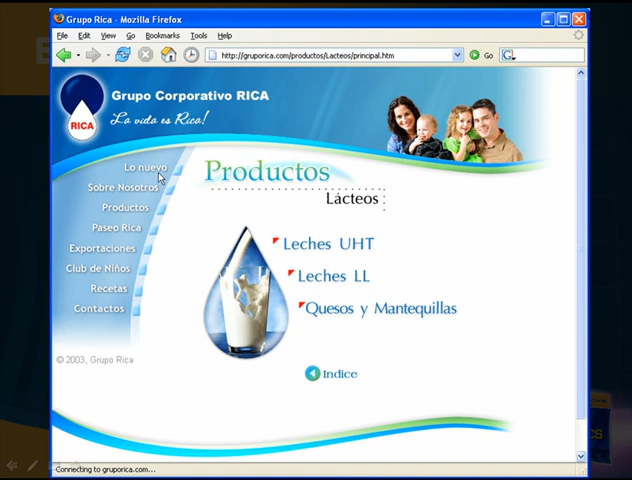 Grupo Rica - Mozilla Firefox
File Edit View Go Bookmarks Tools Help
http://gruporica.com/productos/Lacteos/principal.htm
Go
G
Grupo Corporativo RICA
La vida es Rica!
RICA
Lo nuevo
Sobre Nosotros
Productos
Paseo Rica
Exportaciones
Club de Niños
Recetas
Contactos
© 2003, Grupo Rica
Productos
Lácteos
Leches UHT
Leches LL
Quesos y Mantequillas
Indice
Connecting to gruporica.com...